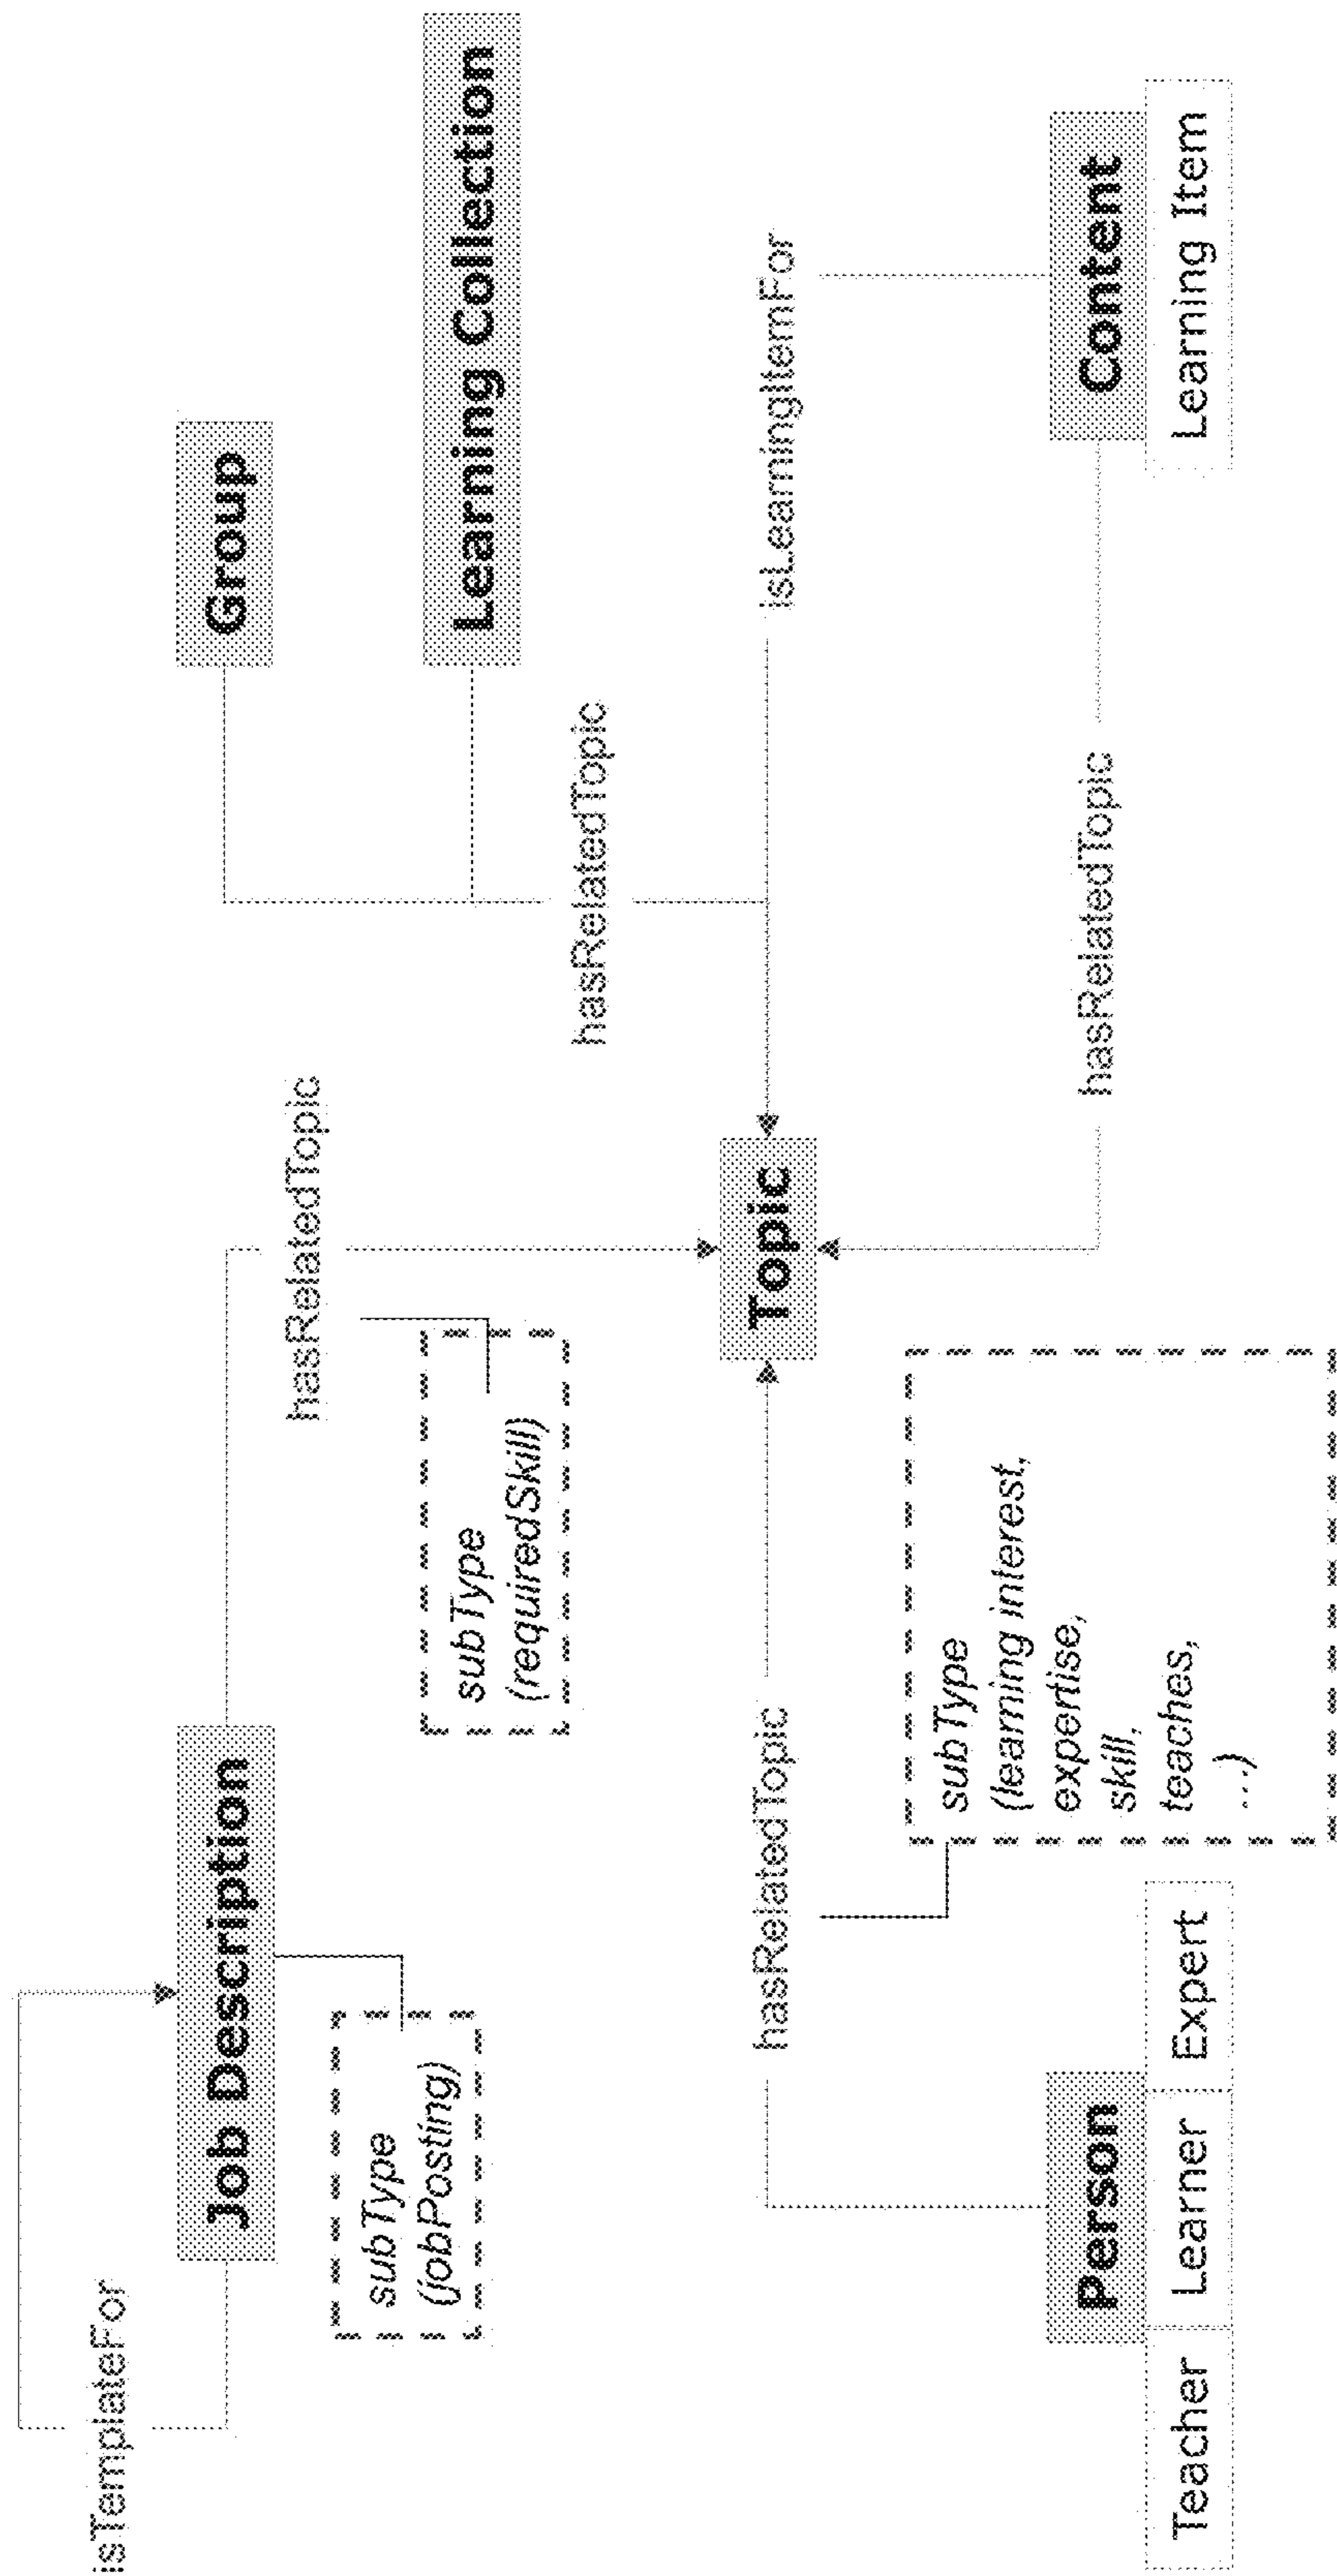 isTemplateFor
Job Description
subType
(jobPosting)
hasRelatedTopic
subType
(requiredSkill)
Group
Learning Collection
hasRelatedTopic
Topic
isLearningItemFor
hasRelatedTopic
subType
(learning interest,
expertise,
skill,
teaches,
...)
Person
Teacher
Learner
Expert
hasRelatedTopic
Content
Learning Item